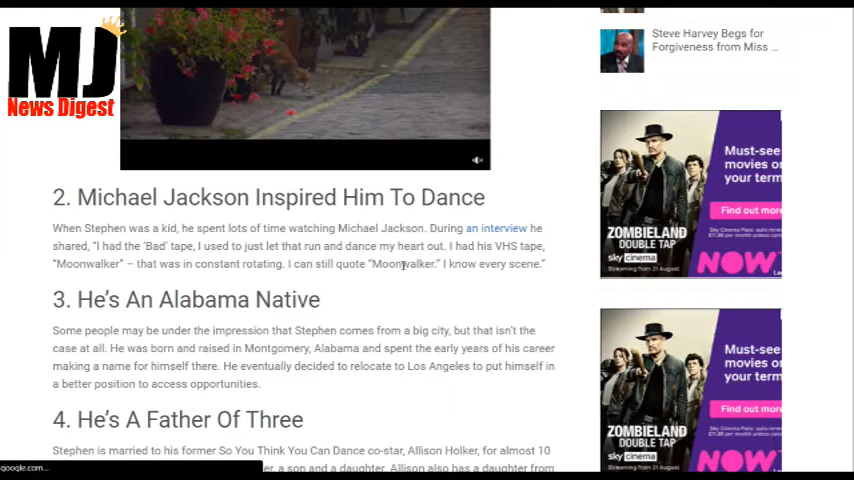 MJ
News Digest
Steve Harvey Begs for
Forgiveness from Miss ...
2. Michael Jackson Inspired Him To Dance
When Stephen was a kid, he spent lots of time watching Michael Jackson. During an interview he
shared, “I had the ‘Bad’ tape, I used to just let that run and dance my heart out. I had his VHS tape,
“Moonwalker” – that was in constant rotating. I can still quote “Moonwalker.” I know every scene.”
3. He’s An Alabama Native
Some people may be under the impression that Stephen comes from a big city, but that isn’t the
case at all. He was born and raised in Montgomery, Alabama and spent the early years of his career
making a name for himself there. He eventually decided to relocate to Los Angeles to put himself in
a better position to access opportunities.
4. He’s A Father Of Three
Stephen is married to his former So You Think You Can Dance co-star, Allison Holker, for almost 10
er, a son and a daughter. Allison also has a daughter from
google.com...
Must-see
movies on
your term
Find out more
ZOMBIELAND
DOUBLE TAP
sky cinema
Streaming from 21 August
NOW
Must-see
movies on
your term
Find out more
ZOMBIELAND
DOUBLE TAP
sky cinema
Streaming from 21 August
NOW